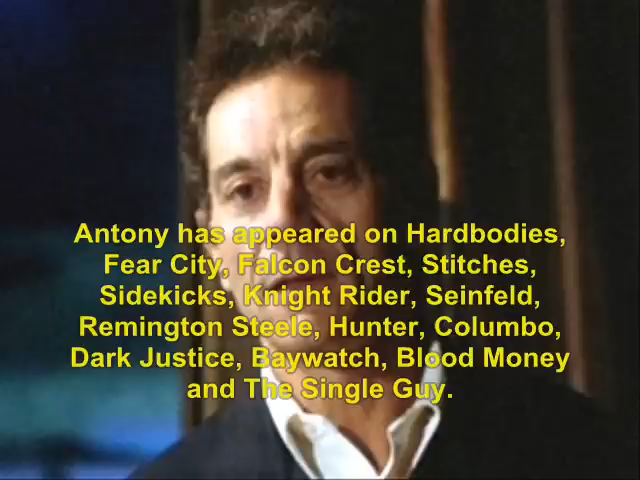 Antony has appeared on Hardbodies,
Fear City, Falcon Crest, Stitches,
Sidekicks, Knight Rider, Seinfeld,
Remington Steele, Hunter, Columbo,
Dark Justice, Baywatch, Blood Money
and The Single Guy.